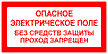 ОПАСНОЕ
ЭЛЕКТРИЧЕСКОЕ ПОЛЕ
БЕЗ СРЕДСТВ ЗАЩИТЫ
ПРОХОД ЗАПРЕЩЕН